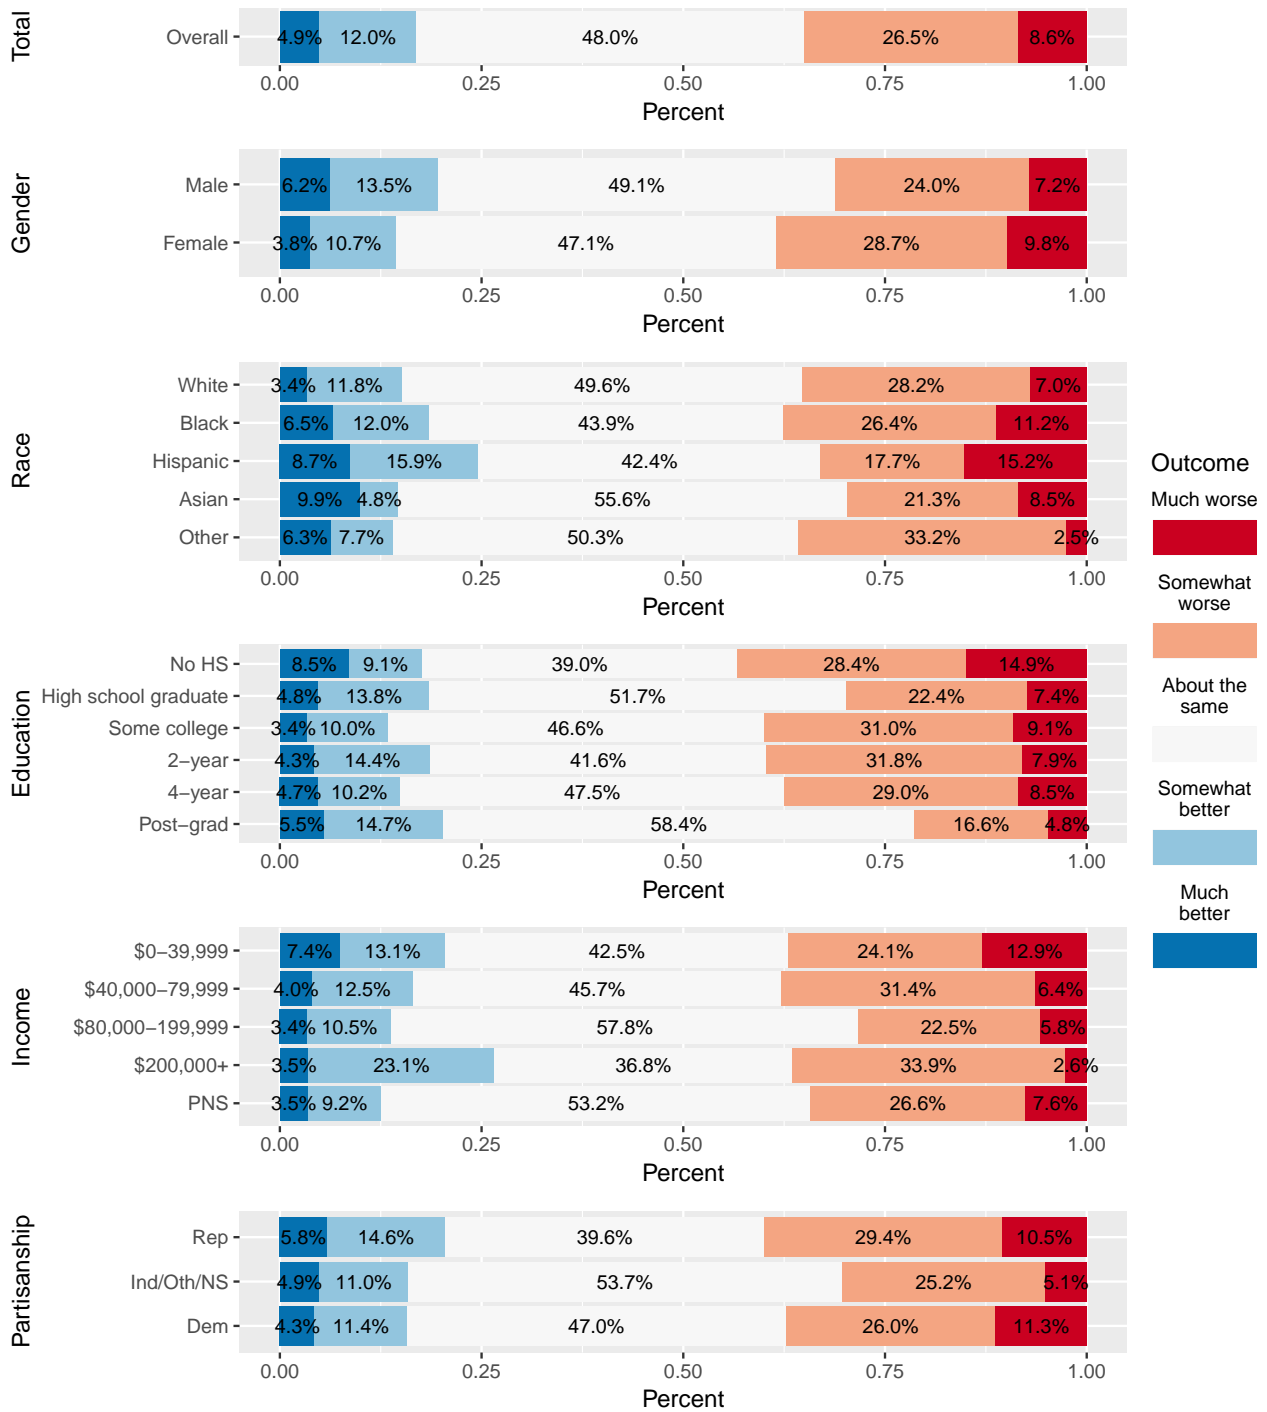 Total
Overall 4.9% 12.0% 48.0% 26.5% 8.6%
0.00 0.25 0.50 0.75 1.00
Percent
Gender
Male 6.2% 13.5% 49.1% 24.0% 7.2%
Female 3.8% 10.7% 47.1% 28.7% 9.8%
0.00 0.25 0.50 0.75 1.00
Percent
Race
White 3.4% 11.8% 49.6% 28.2% 7.0%
Black 6.5% 12.0% 43.9% 26.4% 11.2%
Hispanic 8.7% 15.9% 42.4% 17.7% 15.2%
Asian 9.9% 4.8% 55.6% 21.3% 8.5%
Other 6.3% 7.7% 50.3% 33.2% 2.5%
0.00 0.25 0.50 0.75 1.00
Percent
Education
No HS 8.5% 9.1% 39.0% 28.4% 14.9%
High school graduate 4.8% 13.8% 51.7% 22.4% 7.4%
Some college 3.4% 10.0% 46.6% 31.0% 9.1%
2−year 4.3% 14.4% 41.6% 31.8% 7.9%
4−year 4.7% 10.2% 47.5% 29.0% 8.5%
Post−grad 5.5% 14.7% 58.4% 16.6% 4.8%
0.00 0.25 0.50 0.75 1.00
Percent
Income
$0−39,999 7.4% 13.1% 42.5% 24.1% 12.9%
$40,000−79,999 4.0% 12.5% 45.7% 31.4% 6.4%
$80,000−199,999 3.4% 10.5% 57.8% 22.5% 5.8%
$200,000+ 3.5% 23.1% 36.8% 33.9% 2.6%
PNS 3.5% 9.2% 53.2% 26.6% 7.6%
0.00 0.25 0.50 0.75 1.00
Percent
Partisanship
Rep 5.8% 14.6% 39.6% 29.4% 10.5%
Ind/Oth/NS 4.9% 11.0% 53.7% 25.2% 5.1%
Dem 4.3% 11.4% 47.0% 26.0% 11.3%
0.00 0.25 0.50 0.75 1.00
Percent
Outcome
Much worse
Somewhat
worse
About the
same
Somewhat
better
Much
better